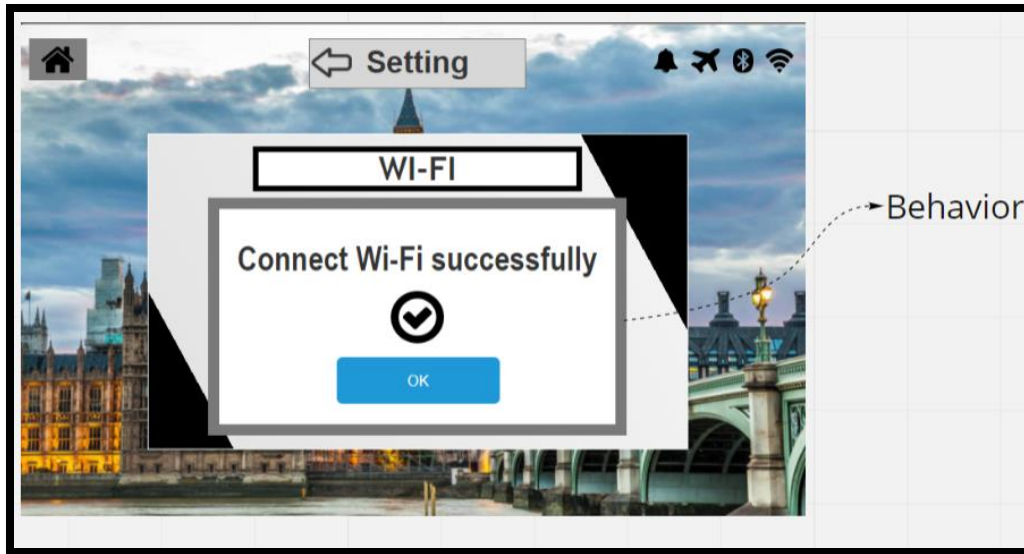 Setting
WI-FI
Behavior
Connect Wi-Fi successfully
OK